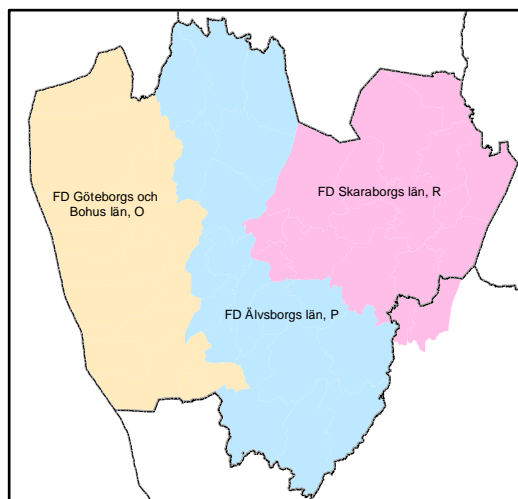 FD Göteborgs och
Bohus län, O
FD Skaraborgs län, R
FD Älvsborgs län, P